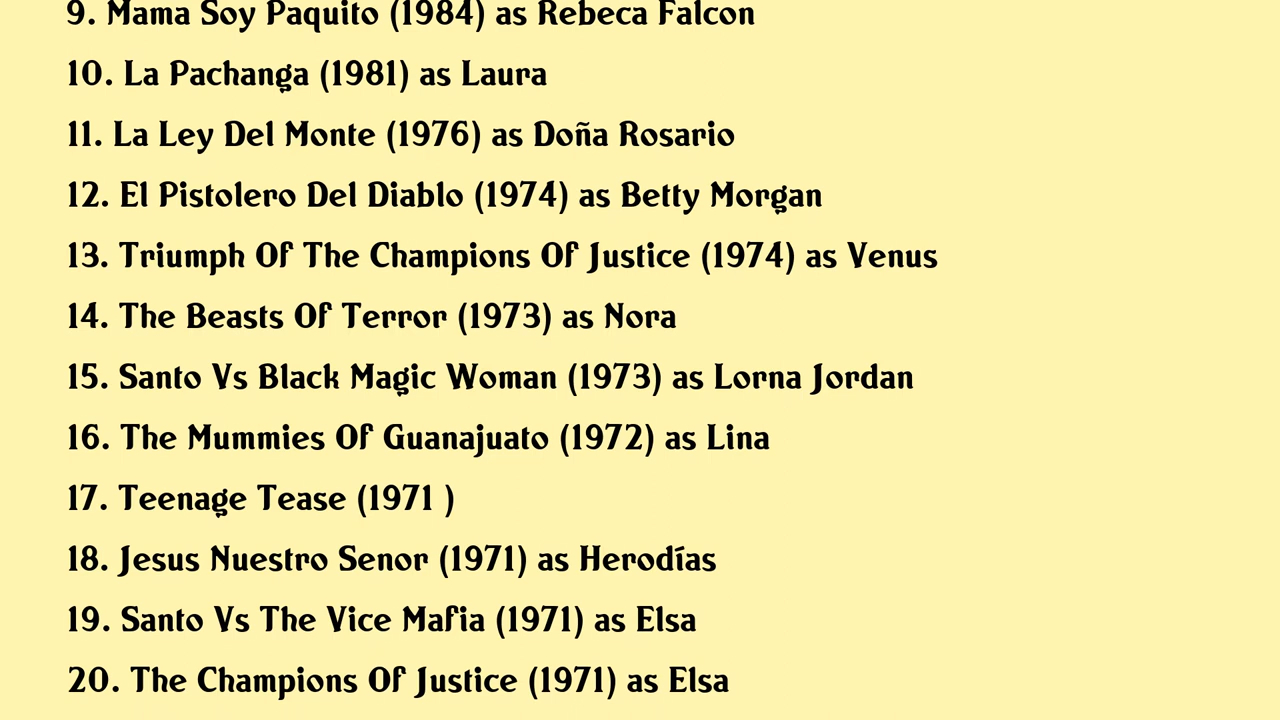 9. Mama Soy Paquito (1984) as Rebeca Falcon
10. La Pachanga (1981) as Laura
11. La Ley Del Monte (1976) as Doña Rosario
12. El Pistolero Del Diablo (1974) as Betty Morgan
13. Triumph Of The Champions Of Justice (1974) as Venus
14. The Beasts Of Terror (1973) as Nora
15. Santo Vs Black Magic Woman (1973) as Lorna Jordan
16. The Mummies Of Guanajuato (1972) as Lina
17. Teenage Tease (1971 )
18. Jesus Nuestro Senor (1971) as Herodías
19. Santo Vs The Vice Mafia (1971) as Elsa
20. The Champions Of Justice (1971) as Elsa